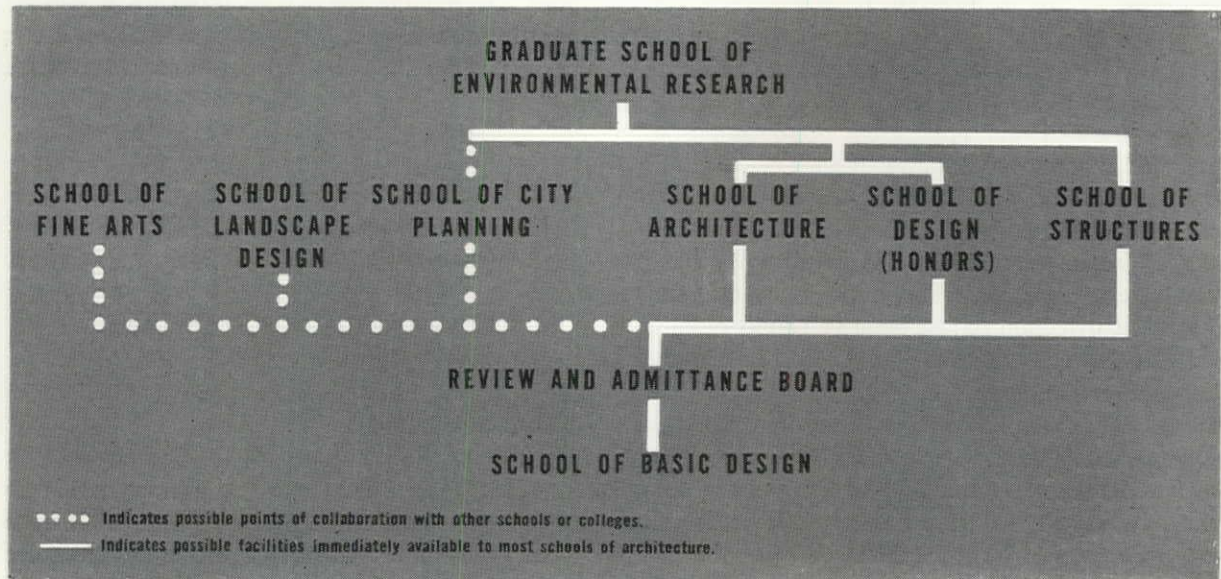 GRADUATE SCHOOL OF
ENVIRONMENTAL RESEARCH
SCHOOL OF
FINE ARTS
SCHOOL OF
LANDSCAPE
DESIGN
SCHOOL OF CITY
PLANNING
SCHOOL OF
ARCHITECTURE
SCHOOL OF
DESIGN
(HONORS)
SCHOOL OF
STRUCTURES
REVIEW AND ADMITTANCE BOARD
SCHOOL OF BASIC DESIGN
Indicates possible points of collaboration with other schools or colleges.
Indicates possible facilities immediately available to most schools of architecture.